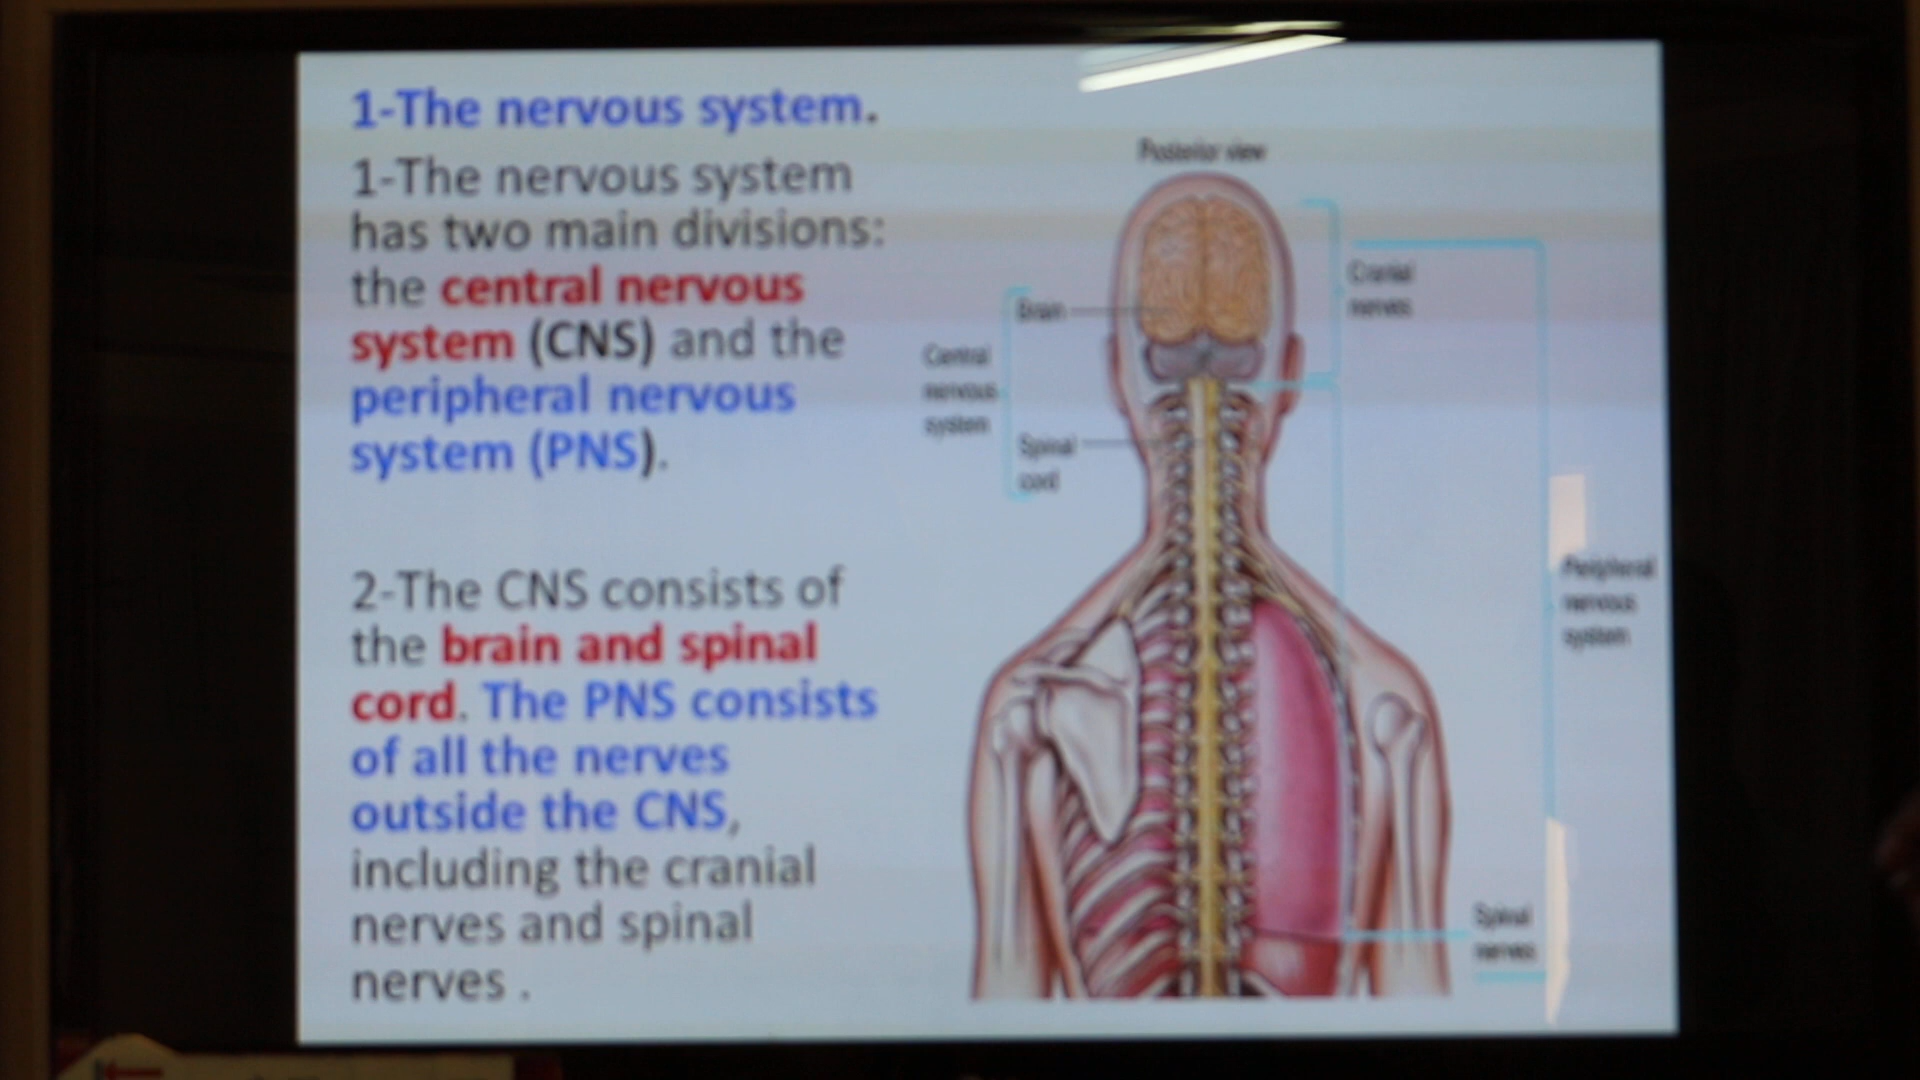 1-The nervous system.
1-The nervous system
has two main divisions:
the central nervous
system (CNS) and the
peripheral nervous
system (PNS).
2-The CNS consists of
the brain and spinal
cord. The PNS consists
of all the nerves
outside the CNS,
including the cranial
nerves and spinal
nerves .
Posterior view
Brain
Central
nervous
system
Spinal
cord
Cranial
nerves
Peripheral
nervous
system
Spinal
nerves